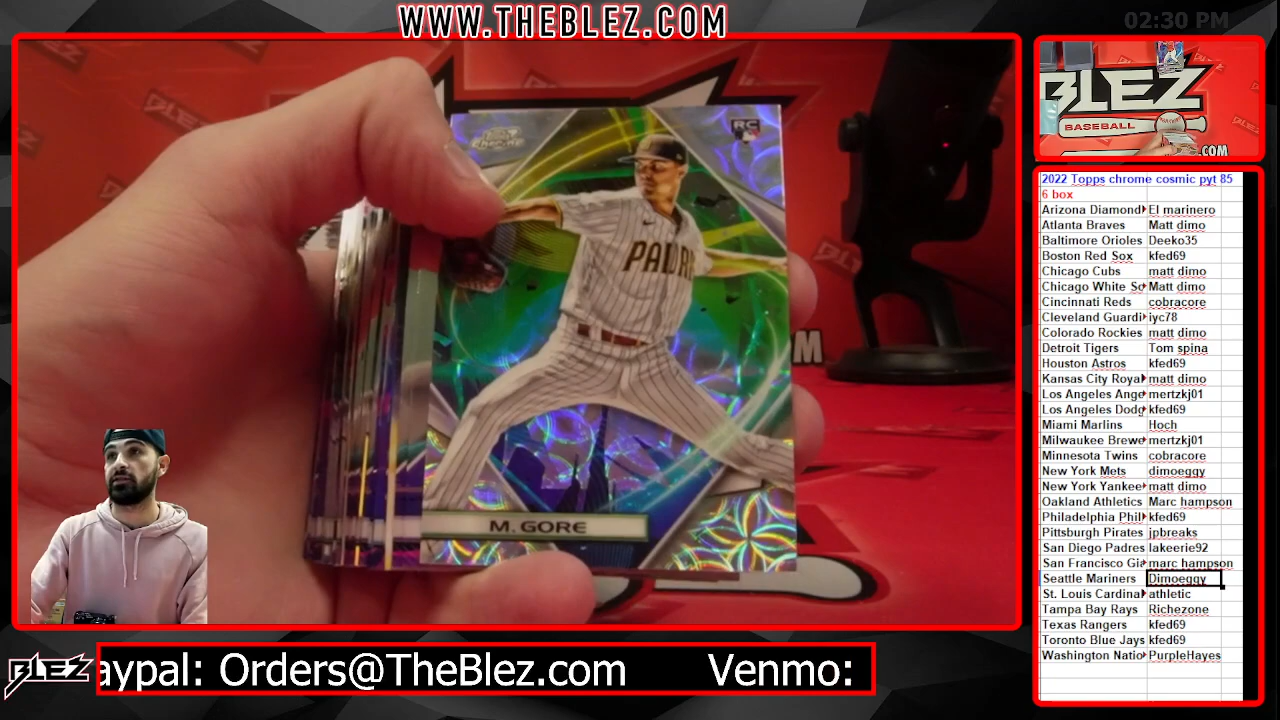 WWW.THEBLEZ.COM
02:30 PM
RC
PADR
M. GORE
BLEZ
BASEBALL
.COM
2022 Topps chrome cosmic pyt 85
6 box
Arizona Diamond El marinero
Atlanta Braves Matt dimo
Baltimore Orioles Deeko35
Boston Red Sox kfed69
Chicago Cubs matt dimo
Chicago White So Matt dimo
Cincinnati Reds cobracore
Cleveland Guardi iyc78
Colorado Rockies matt dimo
Detroit Tigers Tom spina
Houston Astros kfed69
Kansas City Roya matt dimo
Los Angeles Ange mertzkj01
Los Angeles Dodg kfed69
Miami Marlins Hoch
Milwaukee Brewe mertzkj01
Minnesota Twins cobracore
New York Mets dimoeggy
New York Yankee matt dimo
Oakland Athletics Marc hampson
Philadelphia Phil kfed69
Pittsburgh Pirates jpbreaks
San Diego Padres lakeerie92
San Francisco Gia marc hampson
Seattle Mariners Dimoeggy
St. Louis Cardinal athletic
Tampa Bay Rays Richezone
Texas Rangers kfed69
Toronto Blue Jays kfed69
Washington Natio PurpleHayes
BLEZ
aypal: Orders@TheBlez.com Venmo: